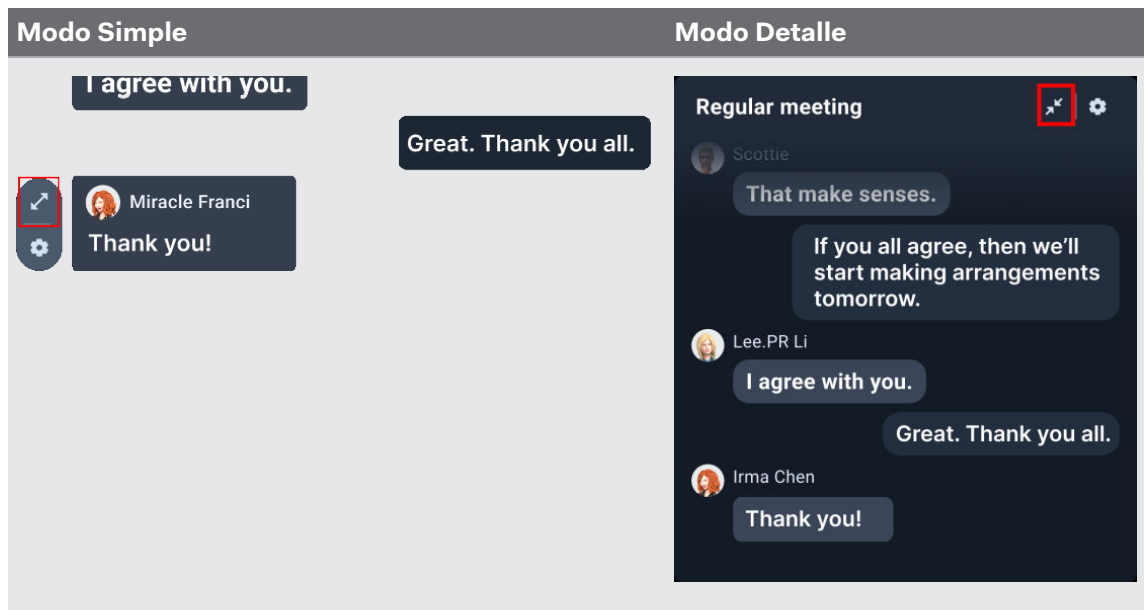 Modo Simple
Modo Detalle
I agree with you.
Great. Thank you all.
Miracle Franci
Thank you!
Regular meeting
Scottie
That make senses.
If you all agree, then we'll
start making arrangements
tomorrow.
Lee.PR Li
I agree with you.
Great. Thank you all.
Irma Chen
Thank you!